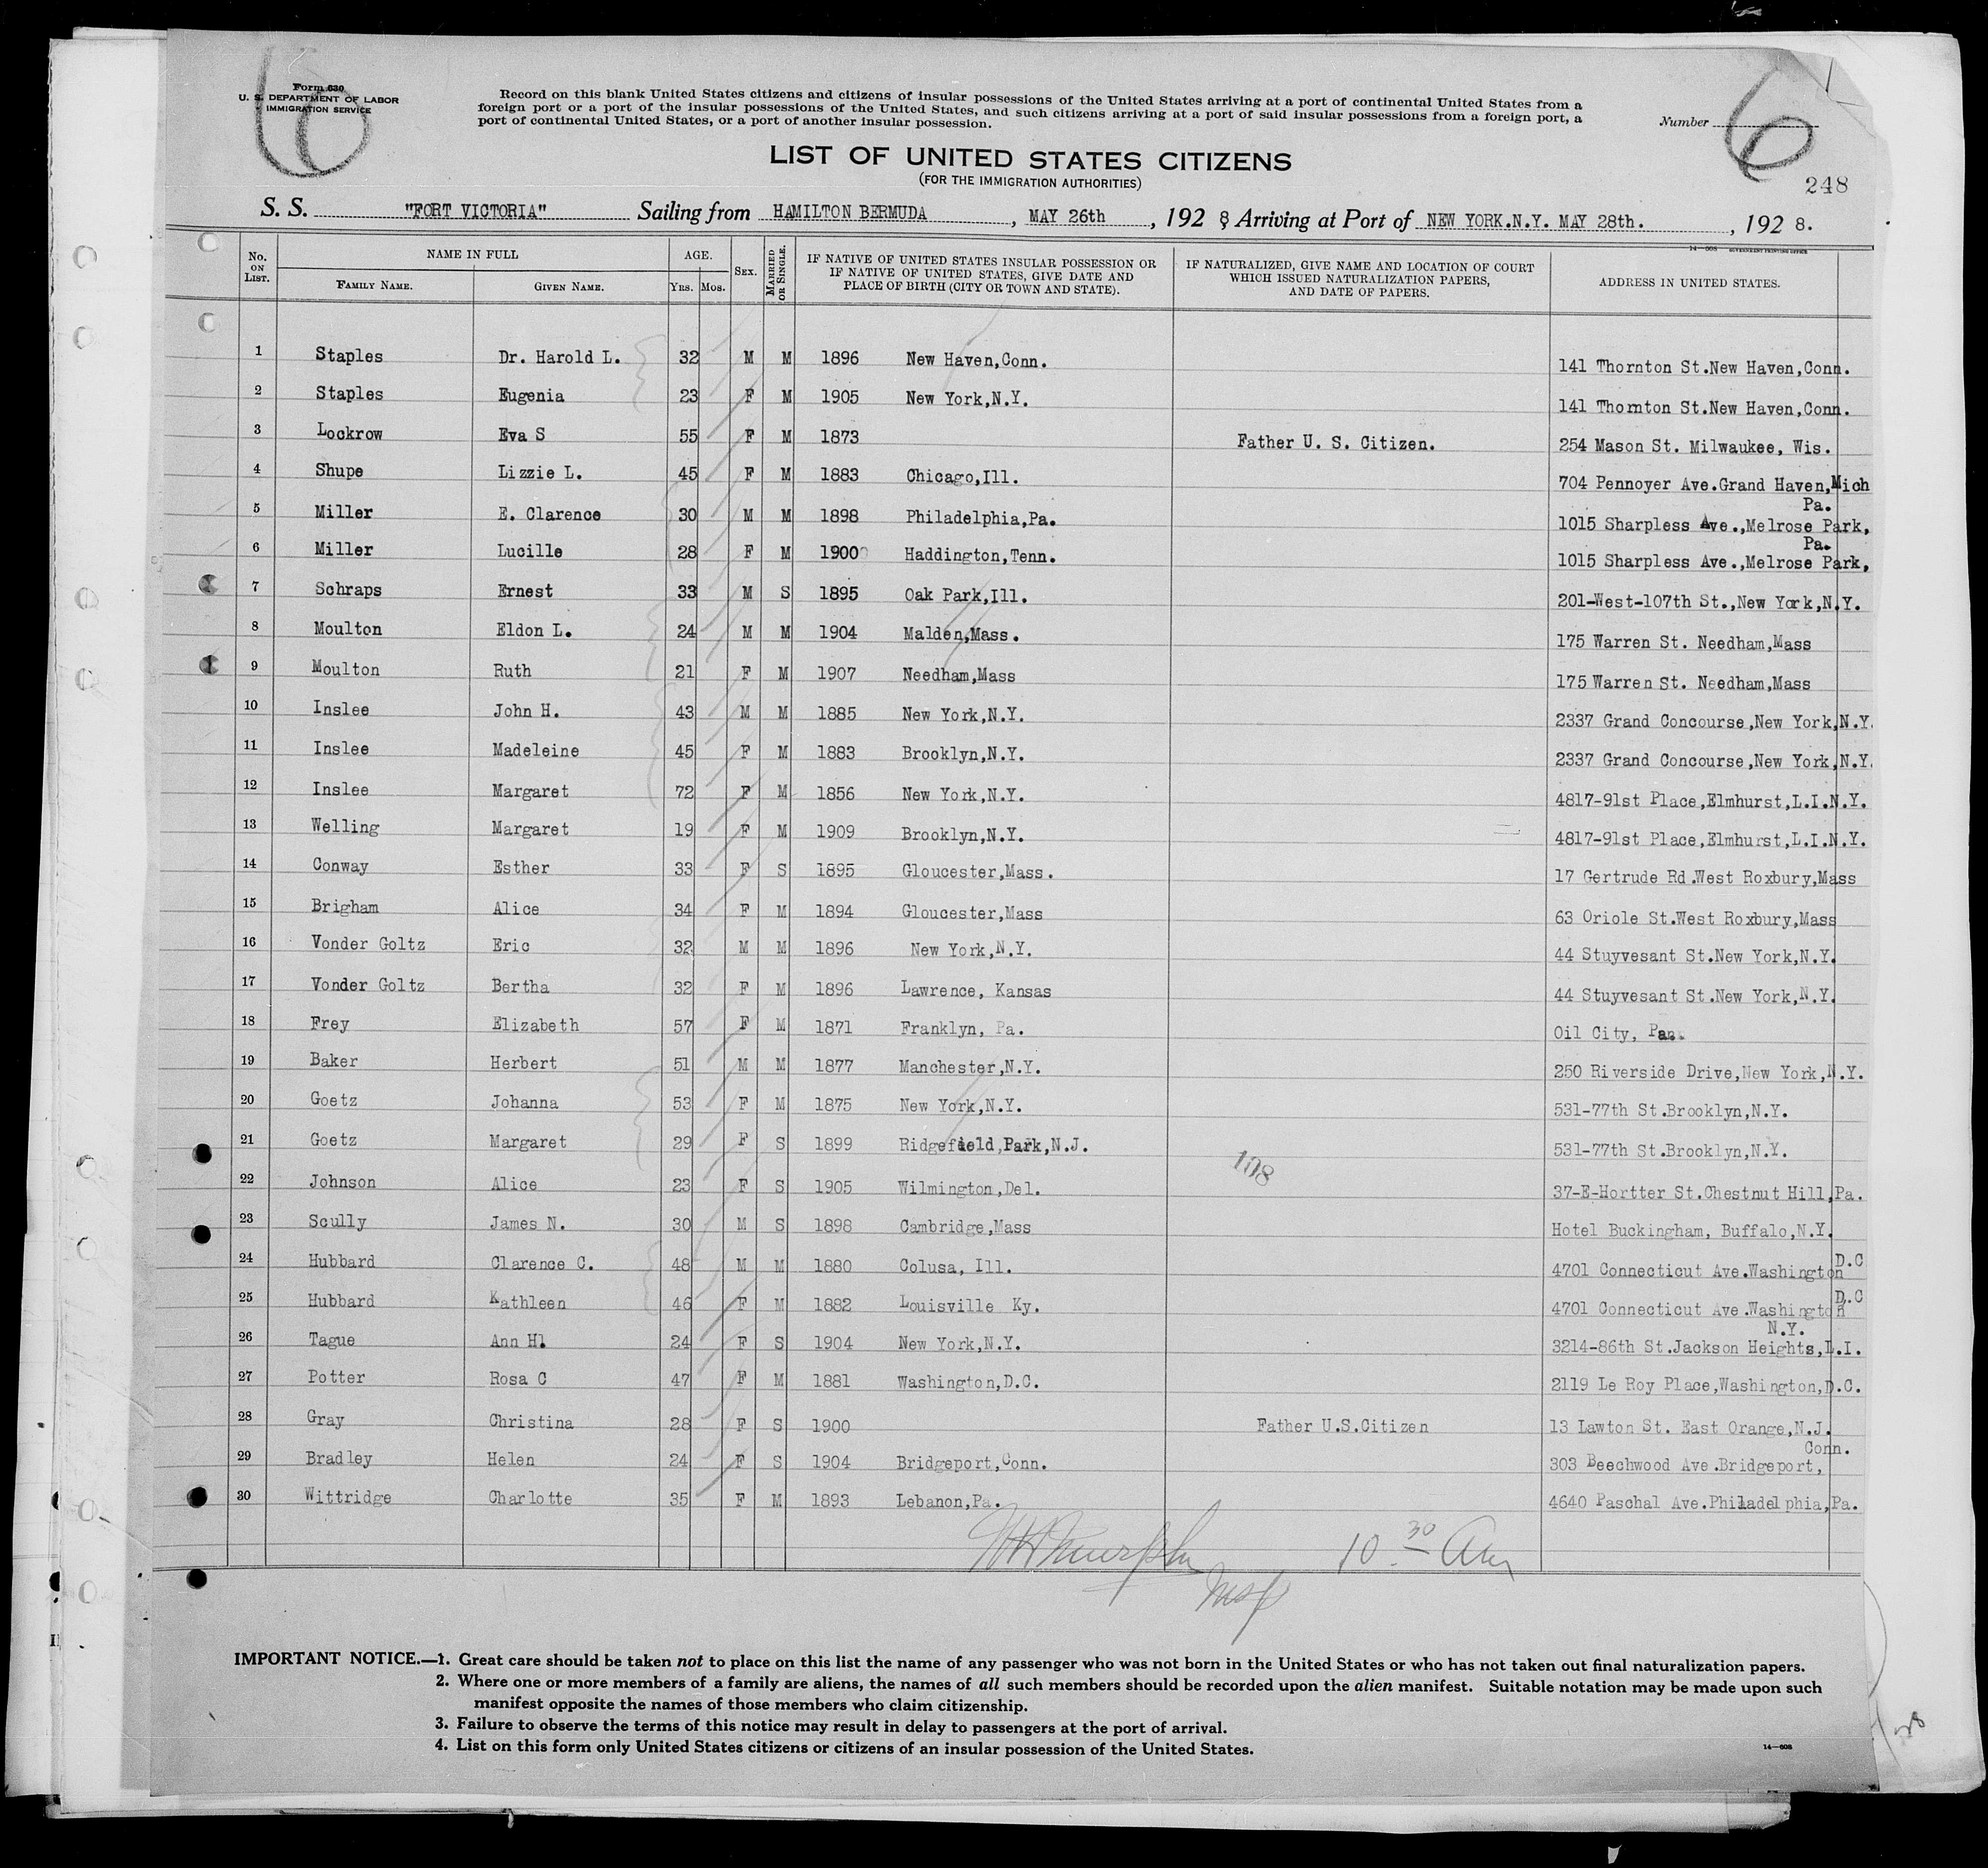 Form 630
U. S. DEPARTMENT OF LABOR
IMMIGRATION SERVICE
6
Record on this blank United States citizens and citizens of insular possessions of the United States arriving at a port of continental United States from a
foreign port or a port of the insular possessions of the United States, and such citizens arriving at a port of said insular possessions from a foreign port, a
port of continental United States, or a port of another insular possession.
Number 6
LIST OF UNITED STATES CITIZENS
(FOR THE IMMIGRATION AUTHORITIES)
248
S. S. "FORT VICTORIA" Sailing from HAMILTON BERMUDA, MAY 26th, 1928 Arriving at Port of NEW YORK.N.Y. MAY 28th., 1928.
14—608 GOVERNMENT PRINTING OFFICE
No. ON LIST. NAME IN FULL FAMILY NAME. GIVEN NAME. AGE. YRS. MOS. SEX. MARRIED OR SINGLE. IF NATIVE OF UNITED STATES INSULAR POSSESSION OR IF NATIVE OF UNITED STATES, GIVE DATE AND PLACE OF BIRTH (CITY OR TOWN AND STATE). IF NATURALIZED, GIVE NAME AND LOCATION OF COURT WHICH ISSUED NATURALIZATION PAPERS, AND DATE OF PAPERS. ADDRESS IN UNITED STATES.
1 Staples Dr. Harold L. 32 M M 1896 New Haven,Conn. 141 Thornton St.New Haven,Conn.
2 Staples Eugenia 23 F M 1905 New York,N.Y. 141 Thornton St.New Haven,Conn.
3 Lockrow Eva S 55 F M 1873 Father U. S. Citizen. 254 Mason St. Milwaukee, Wis.
4 Shupe Lizzie L. 45 F M 1883 Chicago,Ill. 704 Pennoyer Ave.Grand Haven,Mich
5 Miller E. Clarence 30 M M 1898 Philadelphia,Pa. 1015 Sharpless Ave.,Melrose Park, Pa.
6 Miller Lucille 28 F M 1900 Haddington,Tenn. 1015 Sharpless Ave.,Melrose Park, Pa.
7 Schraps Ernest 33 M S 1895 Oak Park,Ill. 201-West-107th St.,New York,N.Y.
8 Moulton Eldon L. 24 M M 1904 Malden,Mass. 175 Warren St. Needham,Mass
9 Moulton Ruth 21 F M 1907 Needham,Mass 175 Warren St. Needham,Mass
10 Inslee John H. 43 M M 1885 New York,N.Y. 2337 Grand Concourse,New York,N.Y.
11 Inslee Madeleine 45 F M 1883 Brooklyn,N.Y. 2337 Grand Concourse,New York,N.Y.
12 Inslee Margaret 72 F M 1856 New York,N.Y. 4817-91st Place,Elmhurst,L.I.N.Y.
13 Welling Margaret 19 F M 1909 Brooklyn,N.Y. 4817-91st Place,Elmhurst,L.I.N.Y.
14 Conway Esther 33 F S 1895 Gloucester,Mass. 17 Gertrude Rd.West Roxbury,Mass
15 Brigham Alice 34 F M 1894 Gloucester,Mass 63 Oriole St.West Roxbury,Mass
16 Vonder Goltz Eric 32 M M 1896 New York,N.Y. 44 Stuyvesant St.New York,N.Y.
17 Vonder Goltz Bertha 32 F M 1896 Lawrence, Kansas 44 Stuyvesant St.New York,N.Y.
18 Frey Elizabeth 57 F M 1871 Franklyn, Pa. Oil City, Pa.
19 Baker Herbert 51 M M 1877 Manchester,N.Y. 250 Riverside Drive,New York,N.Y.
20 Goetz Johanna 53 F M 1875 New York,N.Y. 531-77th St.Brooklyn,N.Y.
21 Goetz Margaret 29 F S 1899 Ridgefield,Park,N.J. 531-77th St.Brooklyn,N.Y.
108
22 Johnson Alice 23 F S 1905 Wilmington,Del. 37-E-Hortter St.Chestnut Hill,Pa.
23 Scully James N. 30 M S 1898 Cambridge,Mass Hotel Buckingham, Buffalo,N.Y.
24 Hubbard Clarence C. 48 M M 1880 Colusa, Ill. 4701 Connecticut Ave.Washington D.C
25 Hubbard Kathleen 46 F M 1882 Louisville Ky. 4701 Connecticut Ave.Washington D.C
26 Tague Ann H. 24 F S 1904 New York,N.Y. 3214-86th St.Jackson Heights,L.I. N.Y.
27 Potter Rosa C 47 F M 1881 Washington,D.C. 2119 Le Roy Place,Washington,D.C.
28 Gray Christina 28 F S 1900 Father U.S.Citizen 13 Lawton St. East Orange,N.J.
29 Bradley Helen 24 F S 1904 Bridgeport,Conn. 303 Beechwood Ave.Bridgeport, Conn.
30 Wittridge Charlotte 35 F M 1893 Lebanon,Pa. 4640 Paschal Ave.Philadelphia,Pa.
Murphy 10 30 Am
IMPORTANT NOTICE.—1. Great care should be taken not to place on this list the name of any passenger who was not born in the United States or who has not taken out final naturalization papers.
2. Where one or more members of a family are aliens, the names of all such members should be recorded upon the alien manifest. Suitable notation may be made upon such
manifest opposite the names of those members who claim citizenship.
3. Failure to observe the terms of this notice may result in delay to passengers at the port of arrival.
4. List on this form only United States citizens or citizens of an insular possession of the United States.
14—608